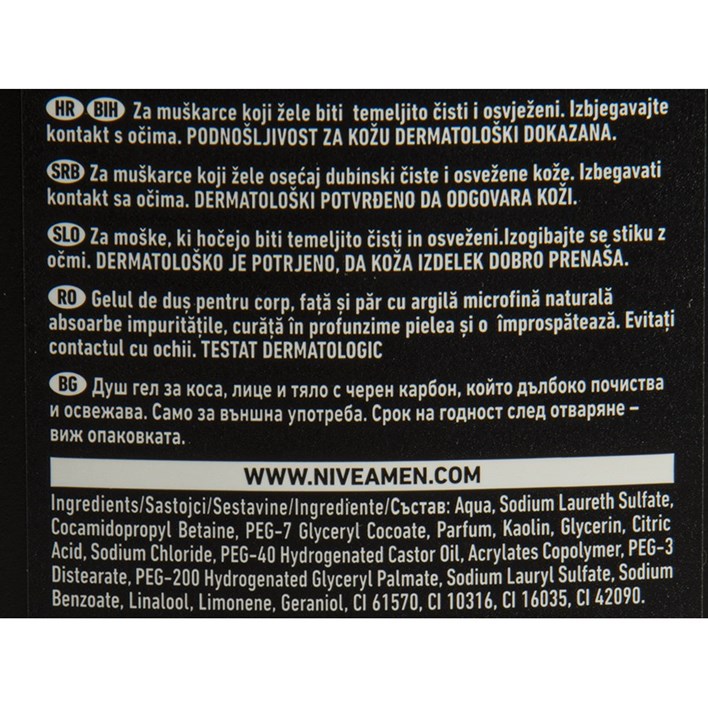 HR BIH Za muškarce koji žele biti temeljito čisti i osvježeni. Izbjegavajte
kontakt s očima. PODNOŠLJIVOST ZA KOŽU DERMATOLOŠKI DOKAZANA.
SRB Za muškarce koji žele osećaj dubinski čiste i osvežene kože. Izbegavati
kontakt sa očima. DERMATOLOŠKI POTVRĐENO DA ODGOVARA KOŽI.
SLO Za moške, ki hočejo biti temeljito čisti in osveženi.Izogibajte se stiku z
očmi. DERMATOLOŠKO JE POTRJENO, DA KOŽA IZDELEK DOBRO PRENAŠA.
RO Gelul de duș pentru corp, față și păr cu argilă microfină naturală
absoarbe impuritățile, curăță în profunzime pielea și o împrospătează. Evitați
contactul cu ochii. TESTAT DERMATOLOGIC
BG Душ гел за коса, лице и тяло с черен карбон, който дълбоко почиства
и освежава. Само за външна употреба. Срок на годност след отваряне –
виж опаковката.
WWW.NIVEAMEN.COM
Ingredients/Sastojci/Sestavine/Ingrediente/Състав: Aqua, Sodium Laureth Sulfate,
Cocamidopropyl Betaine, PEG-7 Glyceryl Cocoate, Parfum, Kaolin, Glycerin, Citric
Acid, Sodium Chloride, PEG-40 Hydrogenated Castor Oil, Acrylates Copolymer, PEG-3
Distearate, PEG-200 Hydrogenated Glyceryl Palmate, Sodium Lauryl Sulfate, Sodium
Benzoate, Linalool, Limonene, Geraniol, CI 61570, CI 10316, CI 16035, CI 42090.